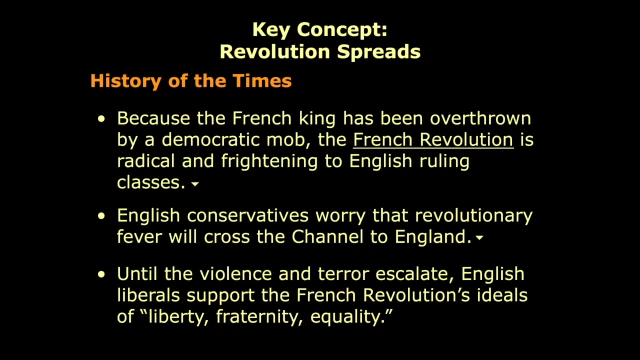 Key Concept:
Revolution Spreads
History of the Times
• Because the French king has been overthrown
by a democratic mob, the French Revolution is
radical and frightening to English ruling
classes.
• English conservatives worry that revolutionary
fever will cross the Channel to England.
• Until the violence and terror escalate, English
liberals support the French Revolution’s ideals
of “liberty, fraternity, equality.”